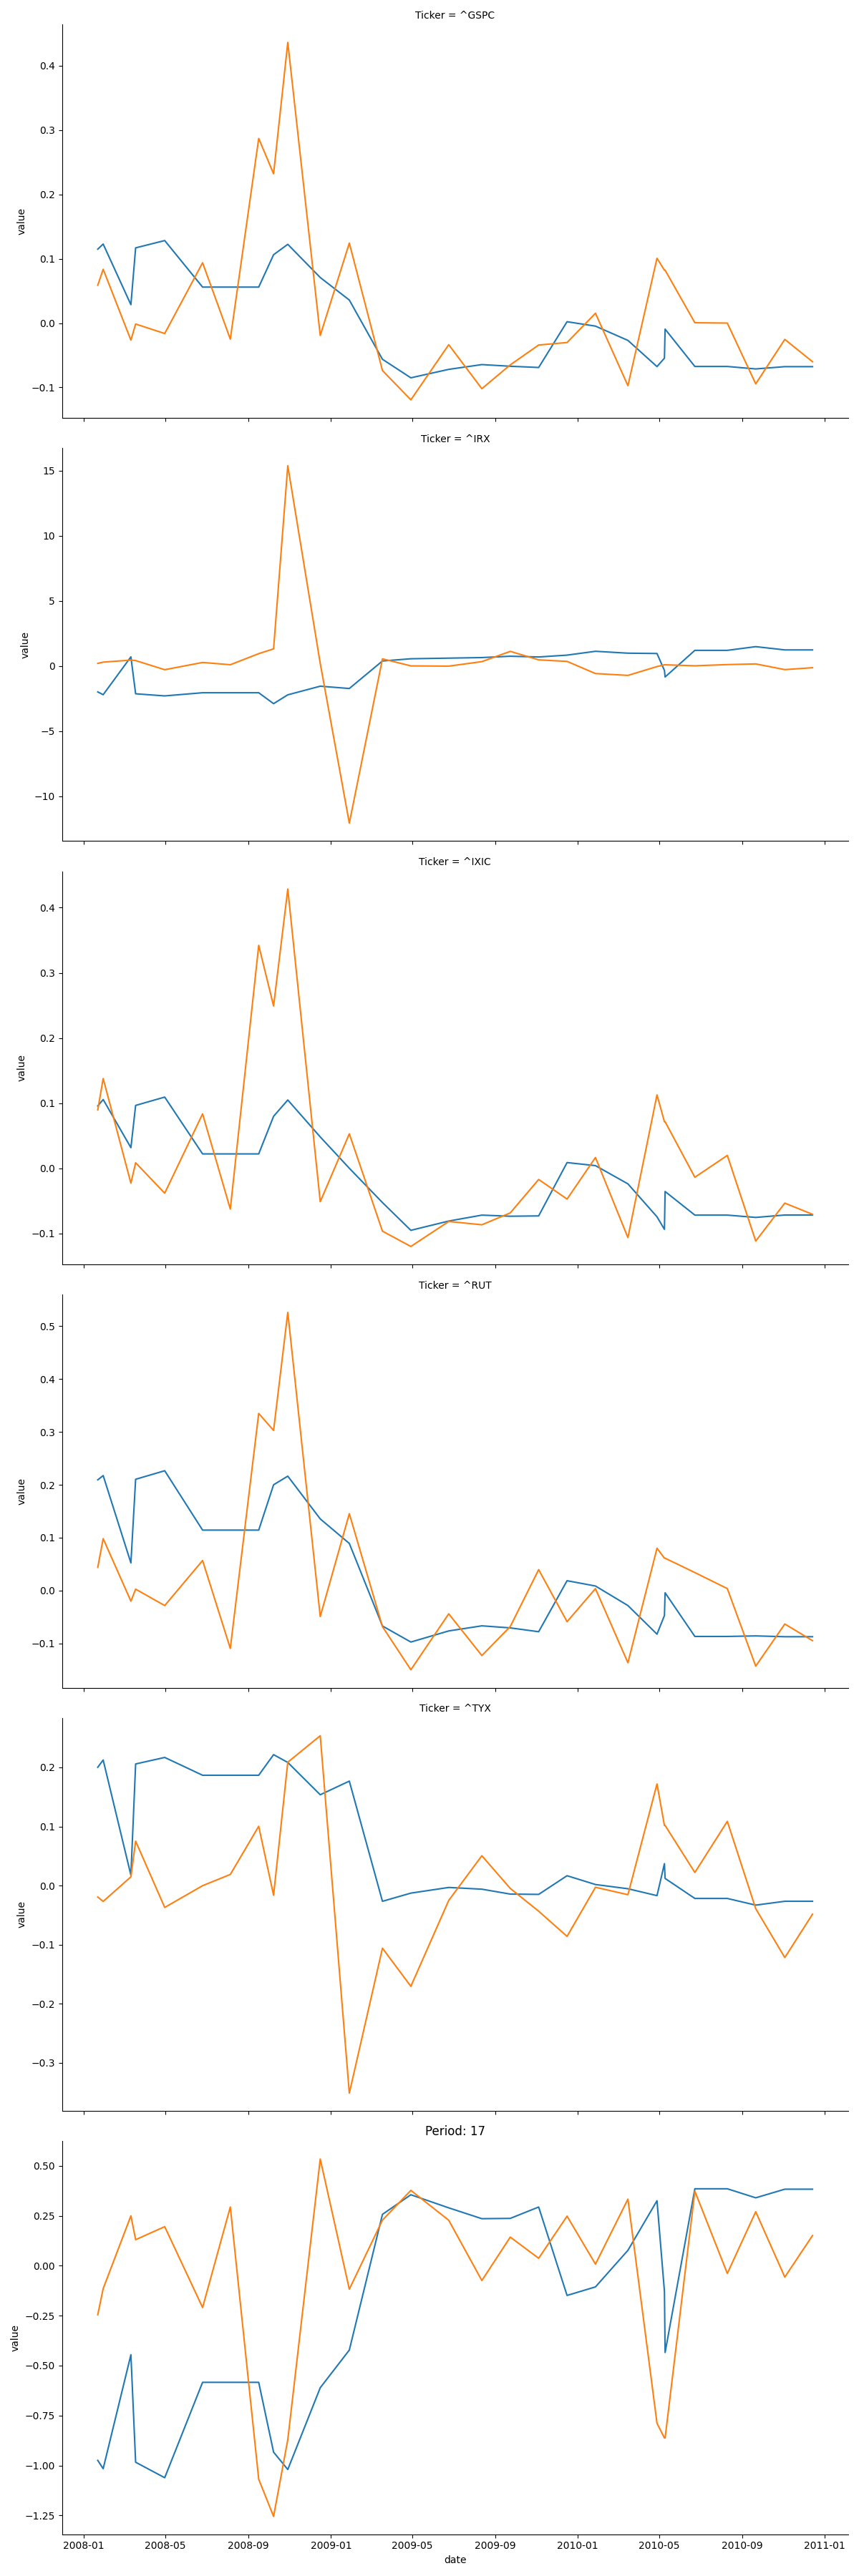 Ticker = ^GSPC
0.4
0.3
0.2
0.1
0.0
−0.1
value
Ticker = ^IRX
15
10
5
0
−5
−10
value
Ticker = ^IXIC
0.4
0.3
0.2
0.1
0.0
−0.1
value
Ticker = ^RUT
0.5
0.4
0.3
0.2
0.1
0.0
−0.1
value
Ticker = ^TYX
0.2
0.1
0.0
−0.1
−0.2
−0.3
value
Period: 17
0.50
0.25
0.00
−0.25
−0.50
−0.75
−1.00
−1.25
value
2008-01 2008-05 2008-09 2009-01 2009-05 2009-09 2010-01 2010-05 2010-09 2011-01
date